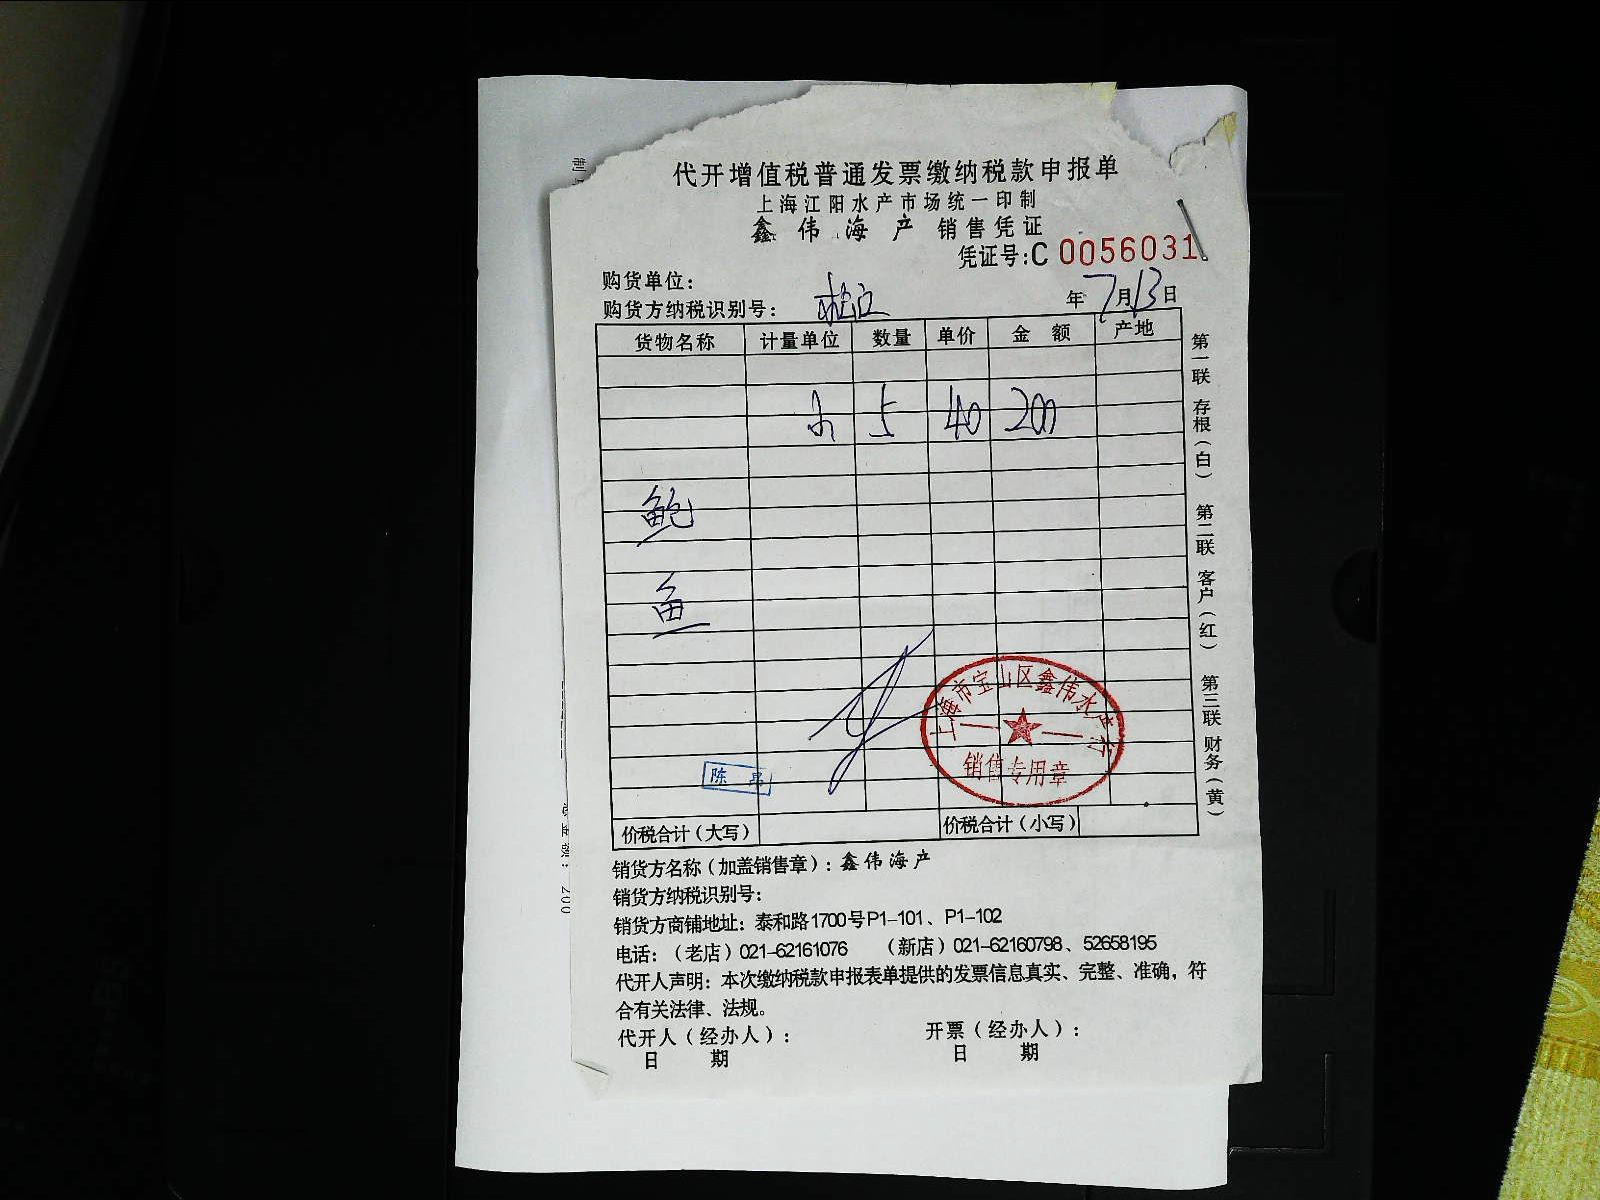 代开增值税普通发票缴纳税款申报单
上海江阳水产市场统一印制
鑫伟海产 销售凭证
凭证号:C 0056031
购货单位:
购货方纳税识别号: 松江 年7月13日
货物名称 计量单位 数量 单价 金 额 产地
5 40 200
鲍
鱼
上海市宝山区鑫伟水产行
销售专用章
陈
价税合计(大写) 价税合计(小写)
销货方名称(加盖销售章): 鑫伟海产
销货方纳税识别号:
销货方商铺地址: 泰和路1700号P1-101、P1-102
电话:(老店)021-62161076 (新店)021-62160798、52658195
代开人声明: 本次缴纳税款申报表单提供的发票信息真实、完整、准确，符
合有关法律、法规。
代开人(经办人): 开票(经办人):
日 期 日 期
第一联 存根(白) 第二联 客户(红) 第三联 财务(黄)
制
额: 200